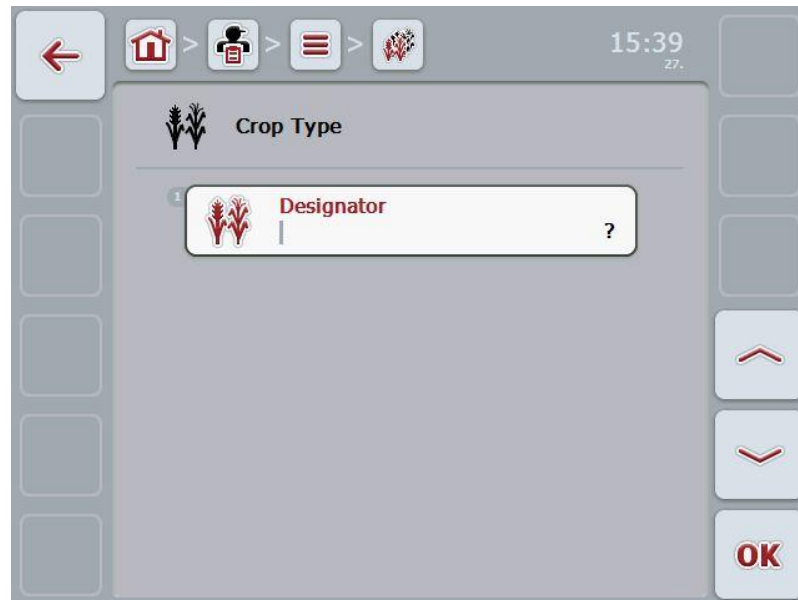 > > >
15:39
27.
Crop Type
1
Designator
?
OK